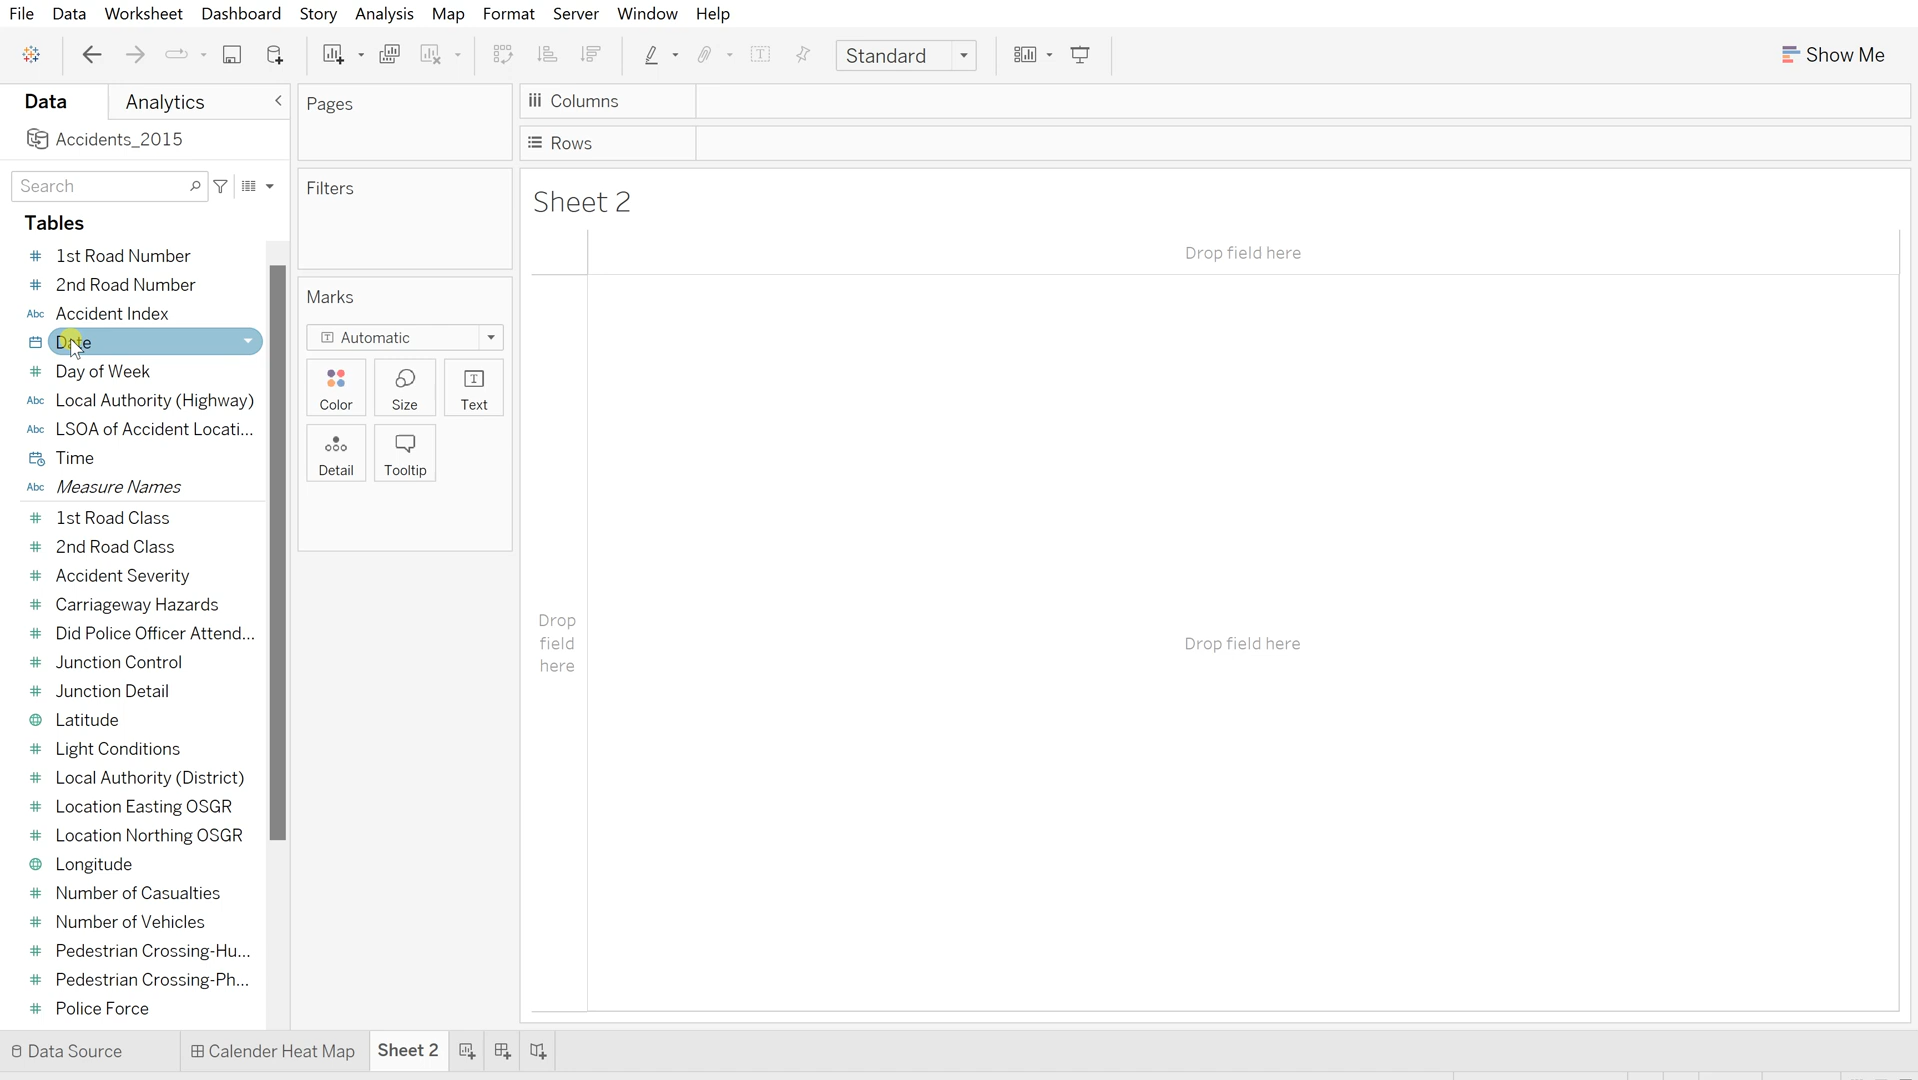 File Data Worksheet Dashboard Story Analysis Map Format Server Window Help
Standard
Show Me
Data
Analytics
Accidents_2015
Search
Tables
# 1st Road Number
# 2nd Road Number
Abc Accident Index
Date
# Day of Week
Abc Local Authority (Highway)
Abc LSOA of Accident Locati...
Time
Abc Measure Names
# 1st Road Class
# 2nd Road Class
# Accident Severity
# Carriageway Hazards
# Did Police Officer Attend...
# Junction Control
# Junction Detail
Latitude
# Light Conditions
# Local Authority (District)
# Location Easting OSGR
# Location Northing OSGR
Longitude
# Number of Casualties
# Number of Vehicles
# Pedestrian Crossing-Hu...
# Pedestrian Crossing-Ph...
# Police Force
Pages
Filters
Marks
T Automatic
Color
Size
T Text
Detail
Tooltip
Columns
Rows
Sheet 2
Drop field here
Drop
field
here
Drop field here
Data Source
Calender Heat Map
Sheet 2